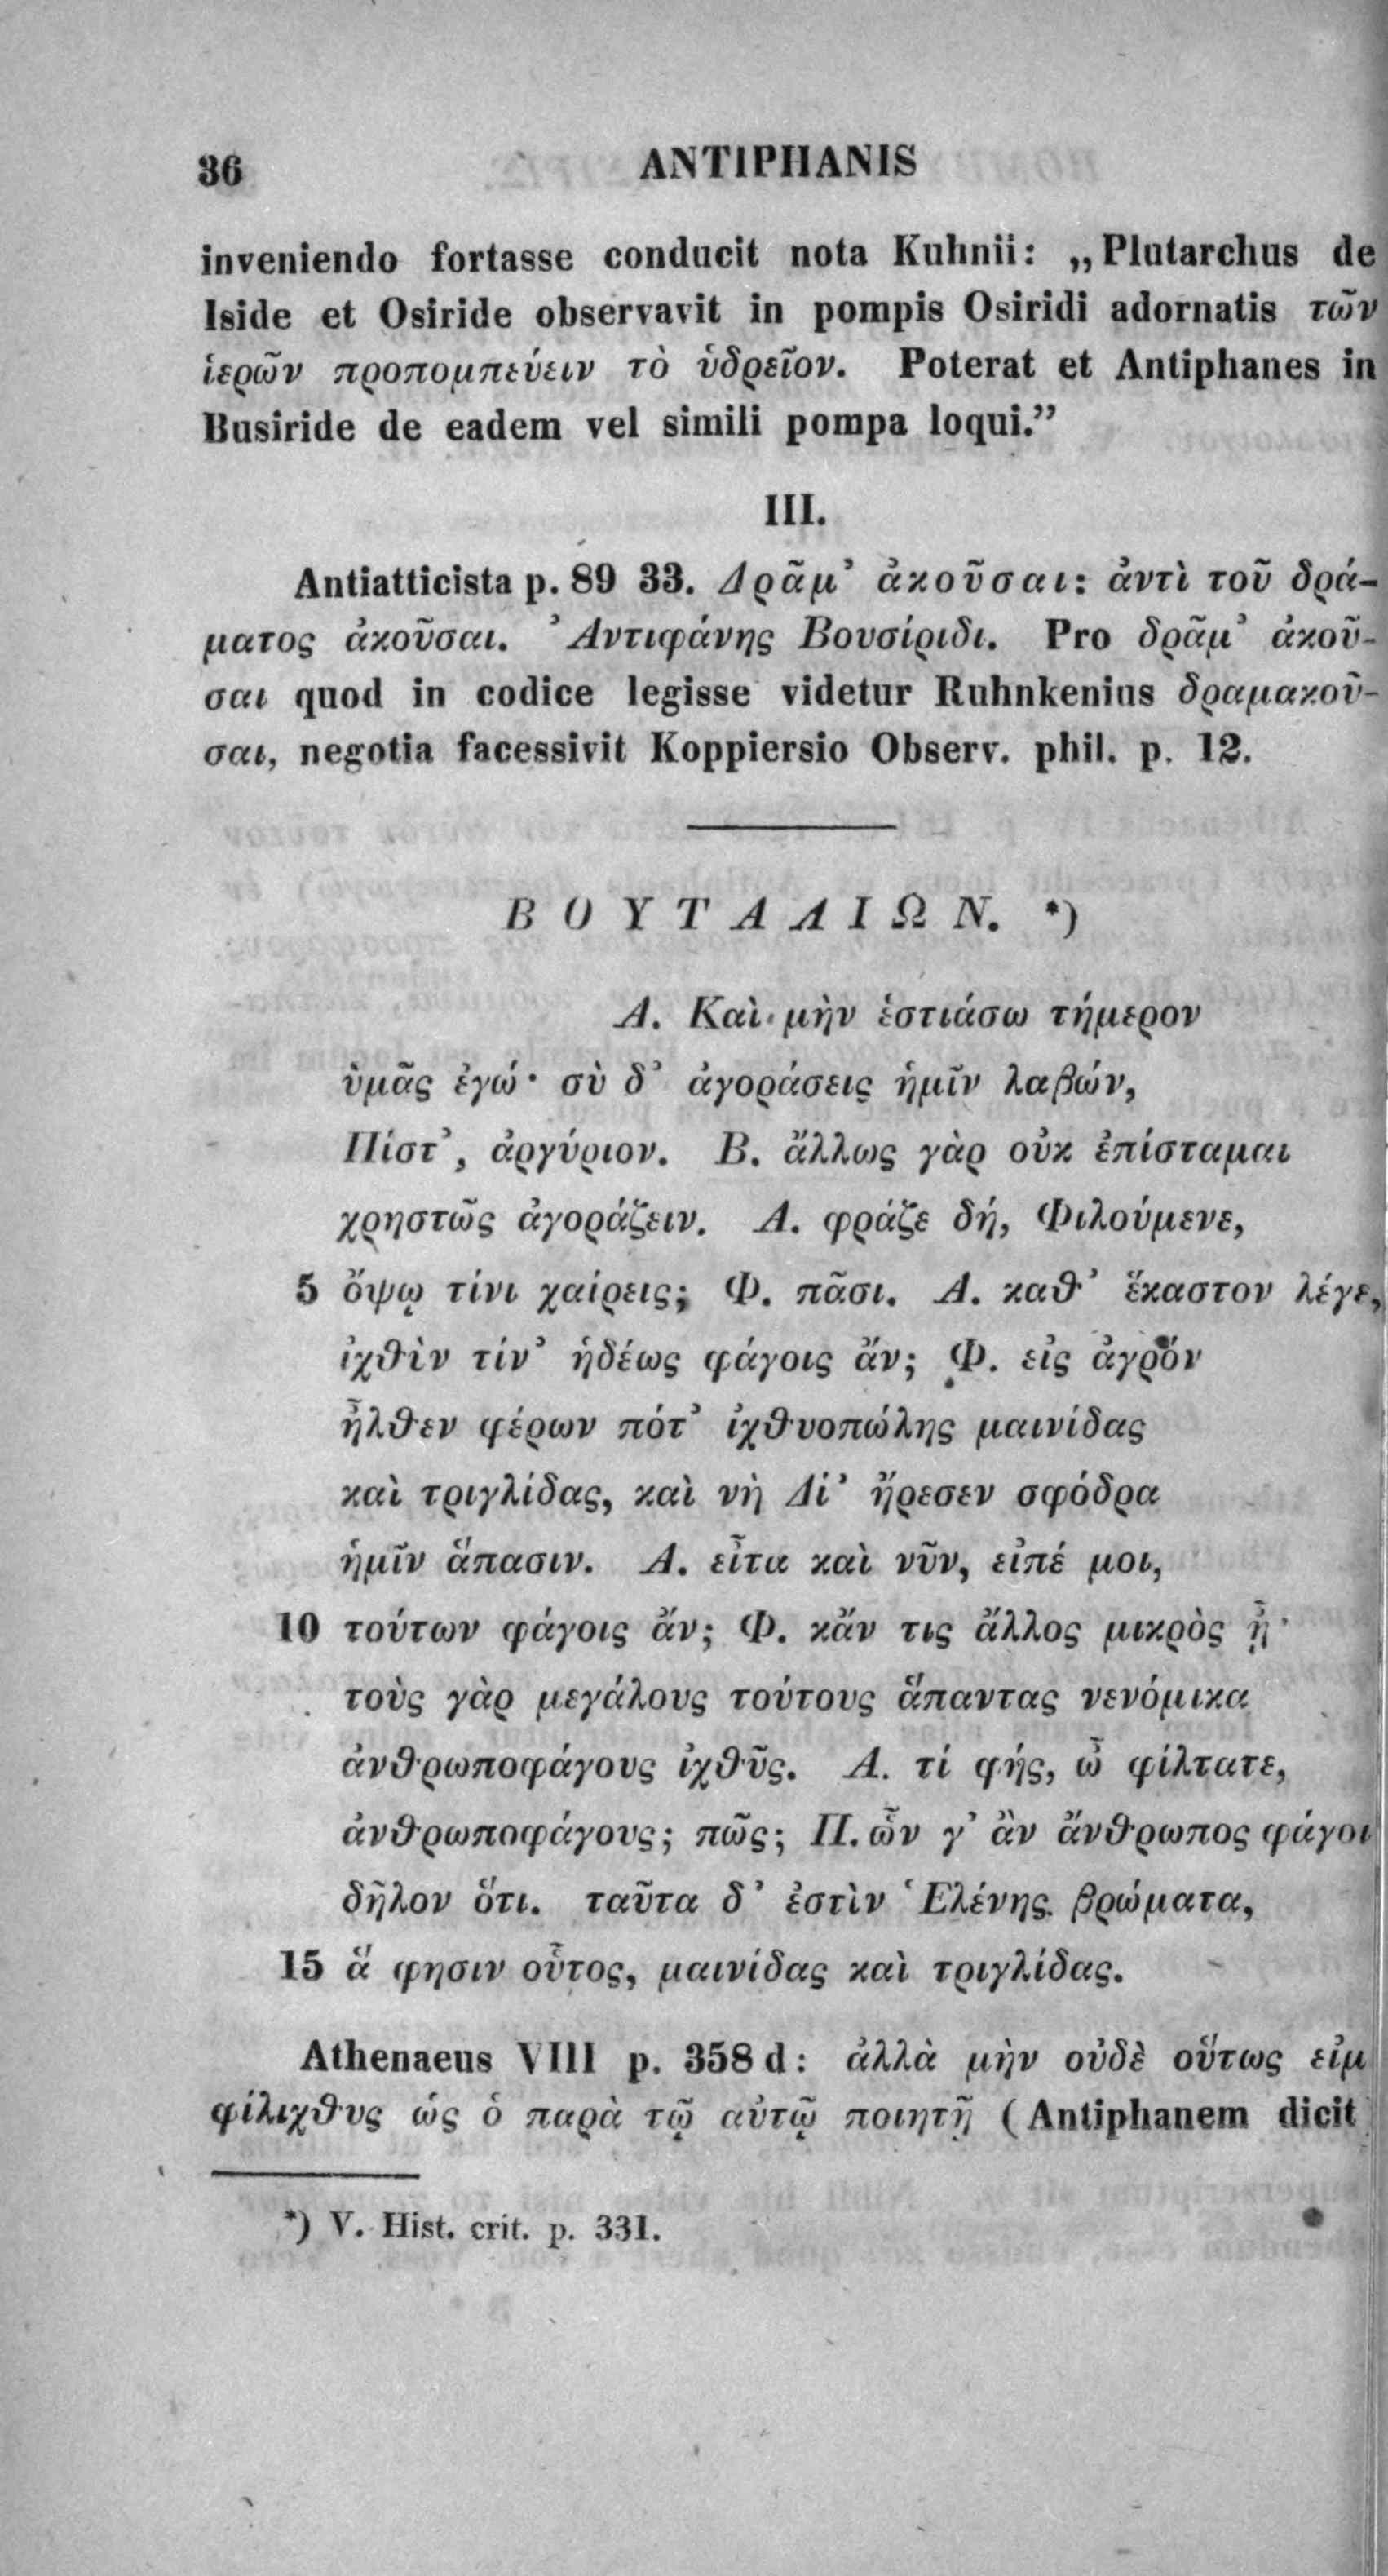 36
ANTIPHANIS
inveniendo fortasse conducit nota Kuhnii: „Plutarchus de
Iside et Osiride observavit in pompis Osiridi adornatis τῶν
ἱερῶν προπομπεύειν τὸ ὑδρεῖον. Poterat et Antiphanes in
Busiride de eadem vel simili pompa loqui.”
III.
Antiatticista p. 89 33. Δρᾶμ’ ἀκοῦσαι: ἀντὶ τοῦ δρά-
ματος ἀκοῦσαι. Ἀντιφάνης Βουσίριδι. Pro δρᾶμ’ ἀκοῦ-
σαι quod in codice legisse videtur Ruhnkenius δραμακοῦ-
σαι, negotia facessivit Koppiersio Observ. phil. p. 12.
ΒΟΥΤΑΛΙΩΝ. *)
Α. Καὶ μὴν ἑστιάσω τήμερον
ὑμᾶς ἐγώ· σὺ δ’ ἀγοράσεις ἡμῖν λαβών,
Πίστ’, ἀργύριον. Β. ἄλλως γὰρ οὐκ ἐπίσταμαι
χρηστῶς ἀγοράζειν. Α. φράζε δή, Φιλούμενε,
5 ὄψῳ τίνι χαίρεις; Φ. πᾶσι. Α. καθ’ ἕκαστον λέγε,
ἰχθὺν τίν’ ἡδέως φάγοις ἄν; Φ. εἰς ἀγρὸν
ἦλθεν φέρων πότ’ ἰχθυοπώλης μαινίδας
καὶ τριγλίδας, καὶ νὴ Δί’ ἤρεσεν σφόδρα
ἡμῖν ἅπασιν. Α. εἶτα καὶ νῦν, εἰπέ μοι,
10 τούτων φάγοις ἄν; Φ. κἄν τις ἄλλος μικρὸς ᾖ·
τοὺς γὰρ μεγάλους τούτους ἅπαντας νενόμικα
ἀνθρωποφάγους ἰχθῦς. Α. τί φής, ὦ φίλτατε,
ἀνθρωποφάγους; πῶς; Π. ὧν γ’ ἂν ἄνθρωπος φάγοι
δῆλον ὅτι. ταῦτα δ’ ἐστὶν Ἑλένης βρώματα,
15 ἅ φησιν οὗτος, μαινίδας καὶ τριγλίδας.
Athenaeus VIII p. 358 d: ἀλλὰ μὴν οὐδὲ οὕτως εἰμ
φίλιχθυς ὡς ὁ παρὰ τῷ αὐτῷ ποιητῇ (Antiphanem dicit
*) V. Hist. crit. p. 331.